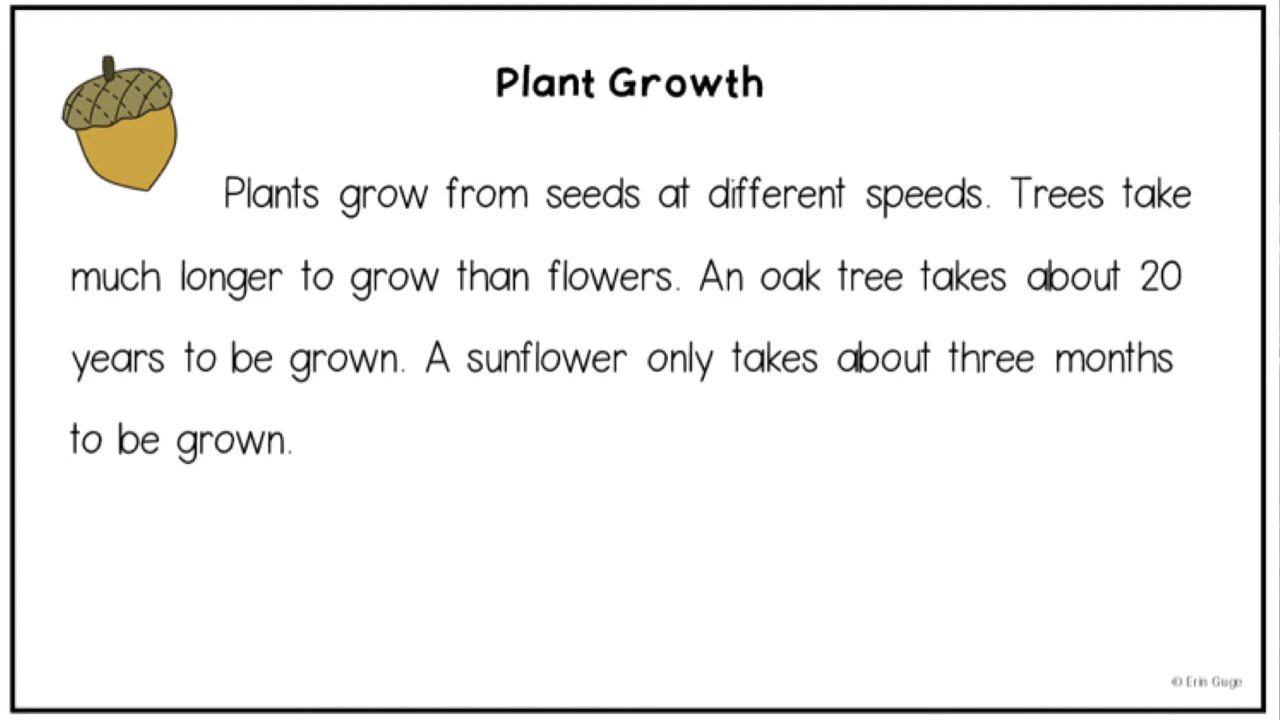 Plant Growth
Plants grow from seeds at different speeds. Trees take
much longer to grow than flowers. An oak tree takes about 20
years to be grown. A sunflower only takes about three months
to be grown.
© Erin Guge